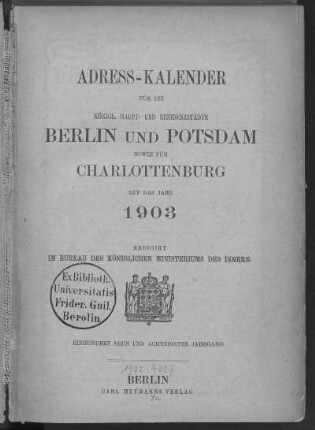 ADRESS-KALENDER
FÜR DIE
KÖNIGL. HAUPT- UND RESIDENZSTÄDTE
BERLIN UND POTSDAM
SOWIE FÜR
CHARLOTTENBURG
AUF DAS JAHR
1903
REDIGIRT
IM BUREAU DES KÖNIGLICHEN MINISTERIUMS DES INNERN
Ex Biblioth.
Universitatis
Frider. Guil.
Berolin.
EINHUNDERT NEUN UND ACHTZIGSTER JAHRGANG
BERLIN
CARL HEYMANNS VERLAG